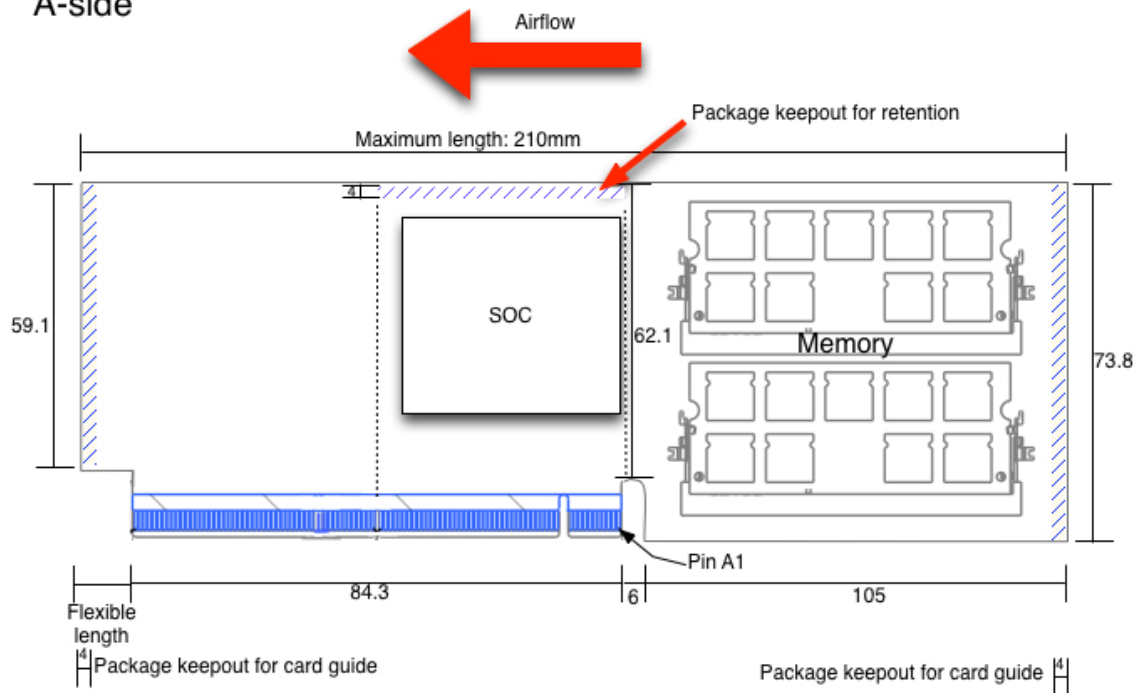 A-side
Airflow
Package keepout for retention
Maximum length: 210mm
4
SOC
59.1
62.1
Memory
73.8
Pin A1
84.3
6
105
Flexible
length
4
Package keepout for card guide
Package keepout for card guide
4